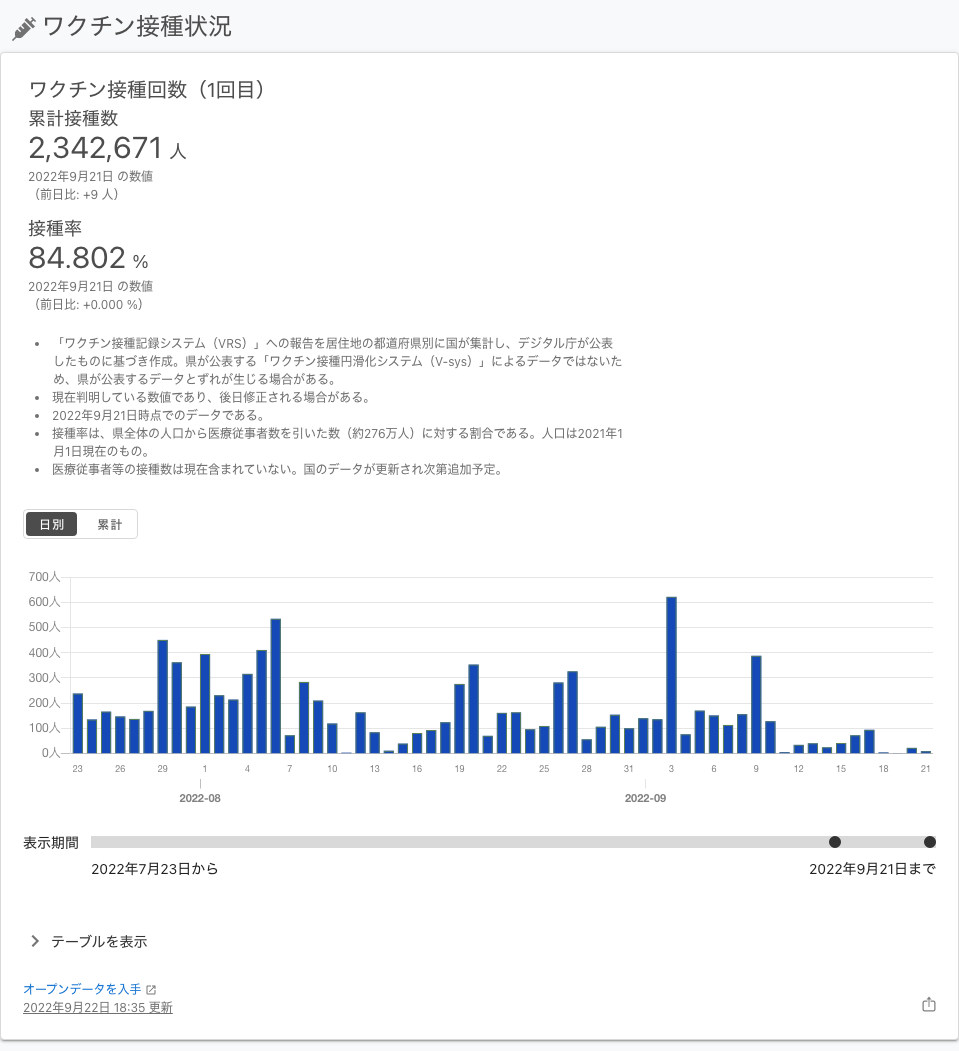 ワクチン接種状況
ワクチン接種回数（1回目）
累計接種数
2,342,671 人
2022年9月21日 の数値
（前日比: +9 人）
接種率
84.802 %
2022年9月21日 の数値
（前日比: +0.000 %）
• 「ワクチン接種記録システム（VRS）」への報告を居住地の都道府県別に国が集計し、デジタル庁が公表
したものに基づき作成。県が公表する「ワクチン接種円滑化システム（V-sys）」によるデータではないた
め、県が公表するデータとずれが生じる場合がある。
• 現在判明している数値であり、後日修正される場合がある。
• 2022年9月21日時点でのデータである。
• 接種率は、県全体の人口から医療従事者数を引いた数（約276万人）に対する割合である。人口は2021年1
月1日現在のもの。
• 医療従事者等の接種数は現在含まれていない。国のデータが更新され次第追加予定。
日別 累計
700人
600人
500人
400人
300人
200人
100人
0人
23 26 29 1 4 7 10 13 16 19 22 25 28 31 3 6 9 12 15 18 21
2022-08 2022-09
表示期間
2022年7月23日から 2022年9月21日まで
テーブルを表示
オープンデータを入手
2022年9月22日 18:35 更新